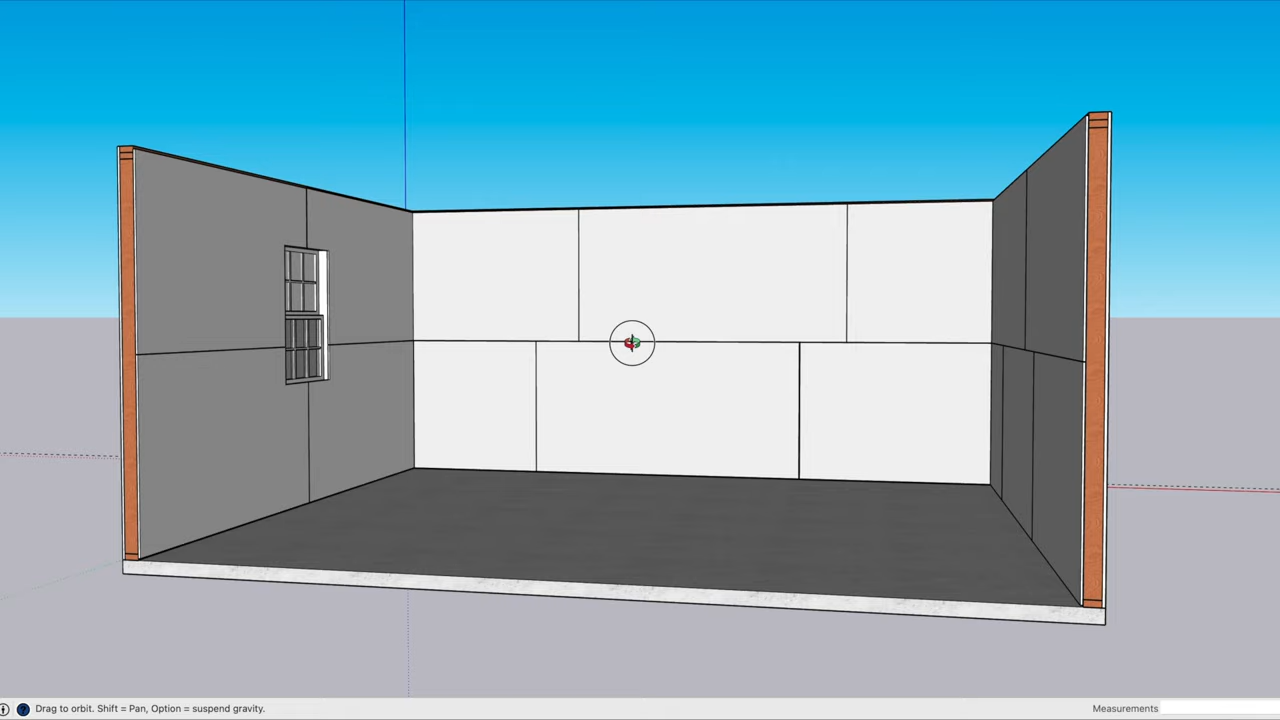 Drag to orbit. Shift = Pan, Option = suspend gravity.
Measurements